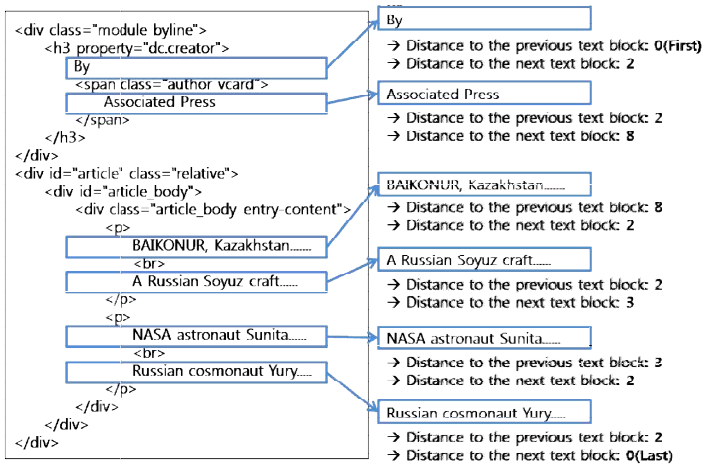 <div class="module byline">
<h3 property="dc.creator">
By
<span class="author vcard">
Associated Press
</span>
</h3>
</div>
<div id="article" class="relative">
<div id="article_body">
<div class="article_body entry-content">
<p>
BAIKONUR, Kazakhstan.......
<br>
A Russian Soyuz craft......
</p>
<p>
NASA astronaut Sunita......
<br>
Russian cosmonaut Yury.....
</p>
</div>
</div>
</div>
By
→ Distance to the previous text block: 0(First)
→ Distance to the next text block: 2
Associated Press
→ Distance to the previous text block: 2
→ Distance to the next text block: 8
BAIKONUR, Kazakhstan.......
→ Distance to the previous text block: 8
→ Distance to the next text block: 2
A Russian Soyuz craft......
→ Distance to the previous text block: 2
→ Distance to the next text block: 3
NASA astronaut Sunita......
→ Distance to the previous text block: 3
→ Distance to the next text block: 2
Russian cosmonaut Yury.....
→ Distance to the previous text block: 2
→ Distance to the next text block: 0(Last)